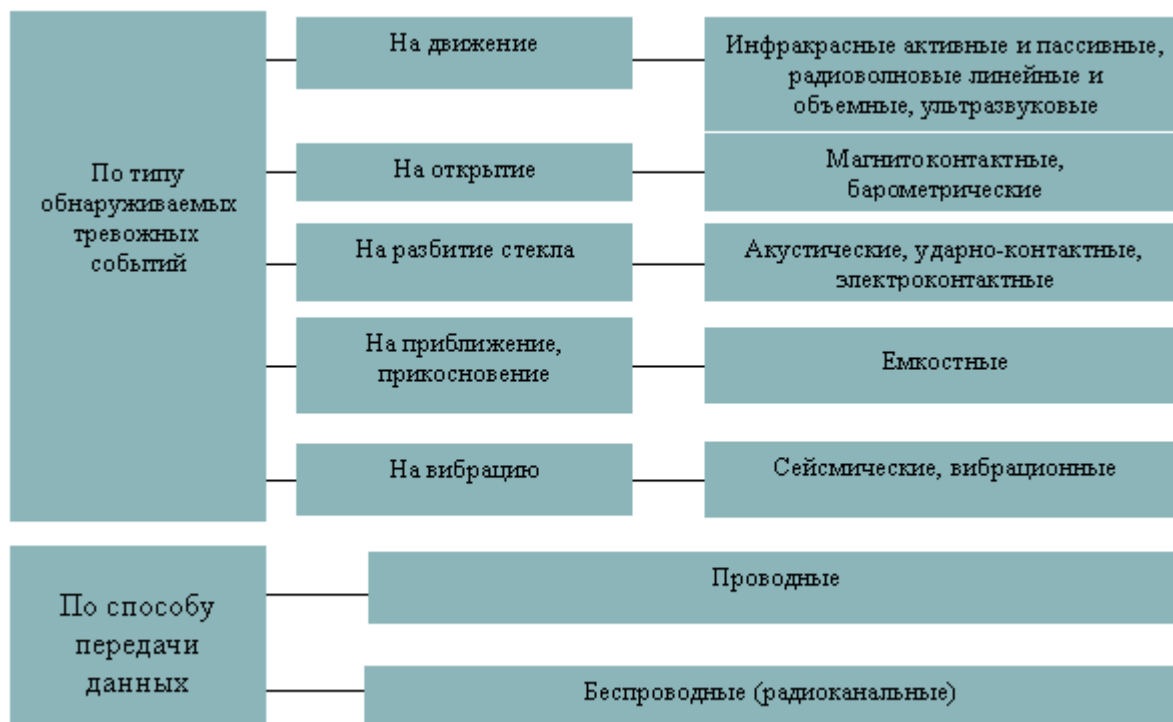 По типу
обнаруживаемых
тревожных
событий
На движение
Инфракрасные активные и пассивные,
радиоволновые линейные и
объемные, ультразвуковые
На открытие
Магнитоконтактные,
барометрические
На разбитие стекла
Акустические, ударно-контактные,
электроконтактные
На приближение,
прикосновение
Емкостные
На вибрацию
Сейсмические, вибрационные
По способу
передачи
данных
Проводные
Беспроводные (радиоканальные)